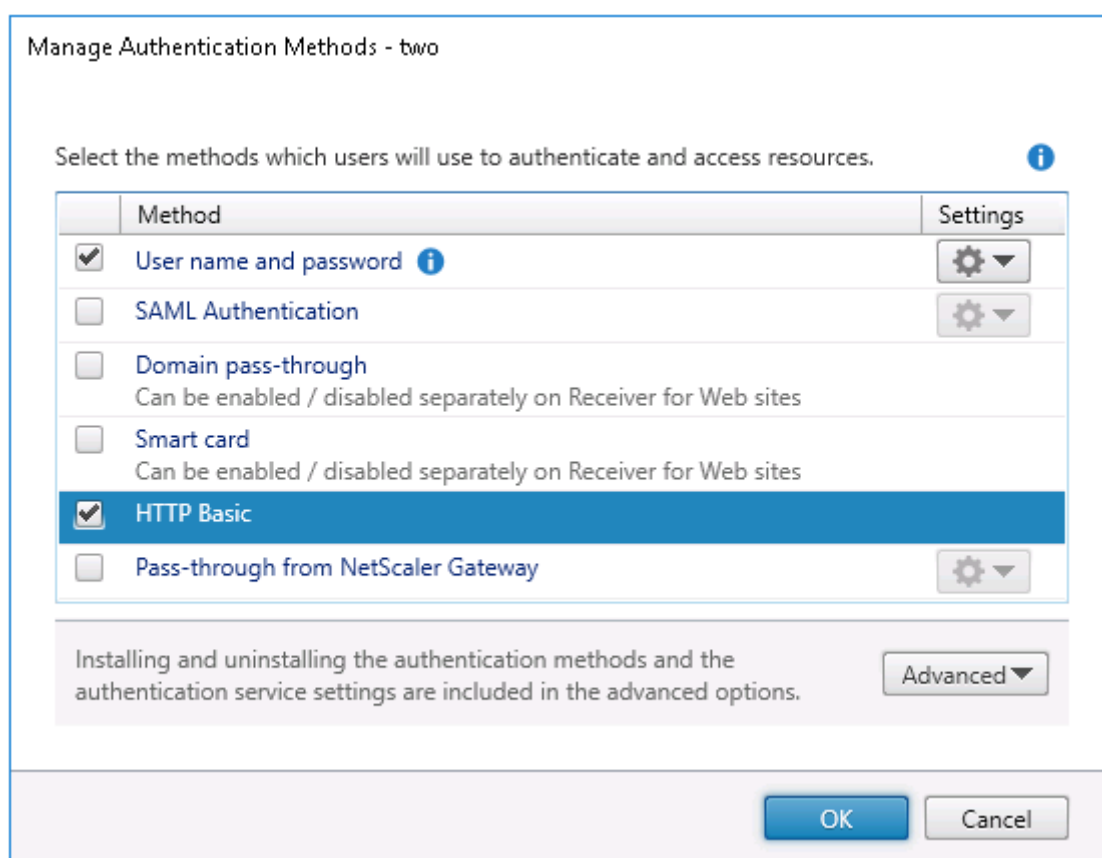 Manage Authentication Methods - two
Select the methods which users will use to authenticate and access resources.
Method Settings
User name and password
SAML Authentication
Domain pass-through
Can be enabled / disabled separately on Receiver for Web sites
Smart card
Can be enabled / disabled separately on Receiver for Web sites
HTTP Basic
Pass-through from NetScaler Gateway
Installing and uninstalling the authentication methods and the
authentication service settings are included in the advanced options.
Advanced
OK Cancel